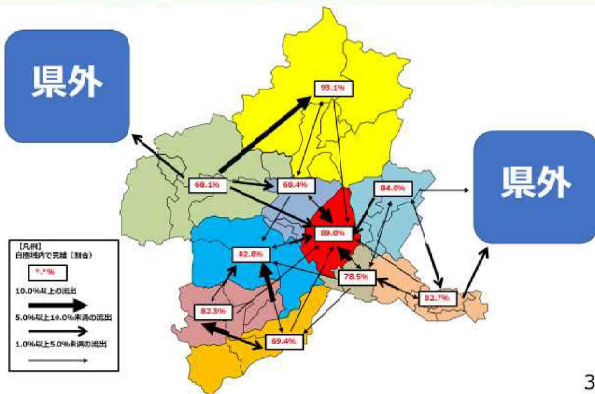 県外
93.1%
68.1%
68.4%
84.0%
県外
89.0%
82.8%
78.5%
92.7%
82.3%
69.4%
【凡例】
自圏域内で完結（割合）
*.*%
10.0%以上の流出
5.0%以上10.0%未満の流出
1.0%以上5.0%未満の流出
3